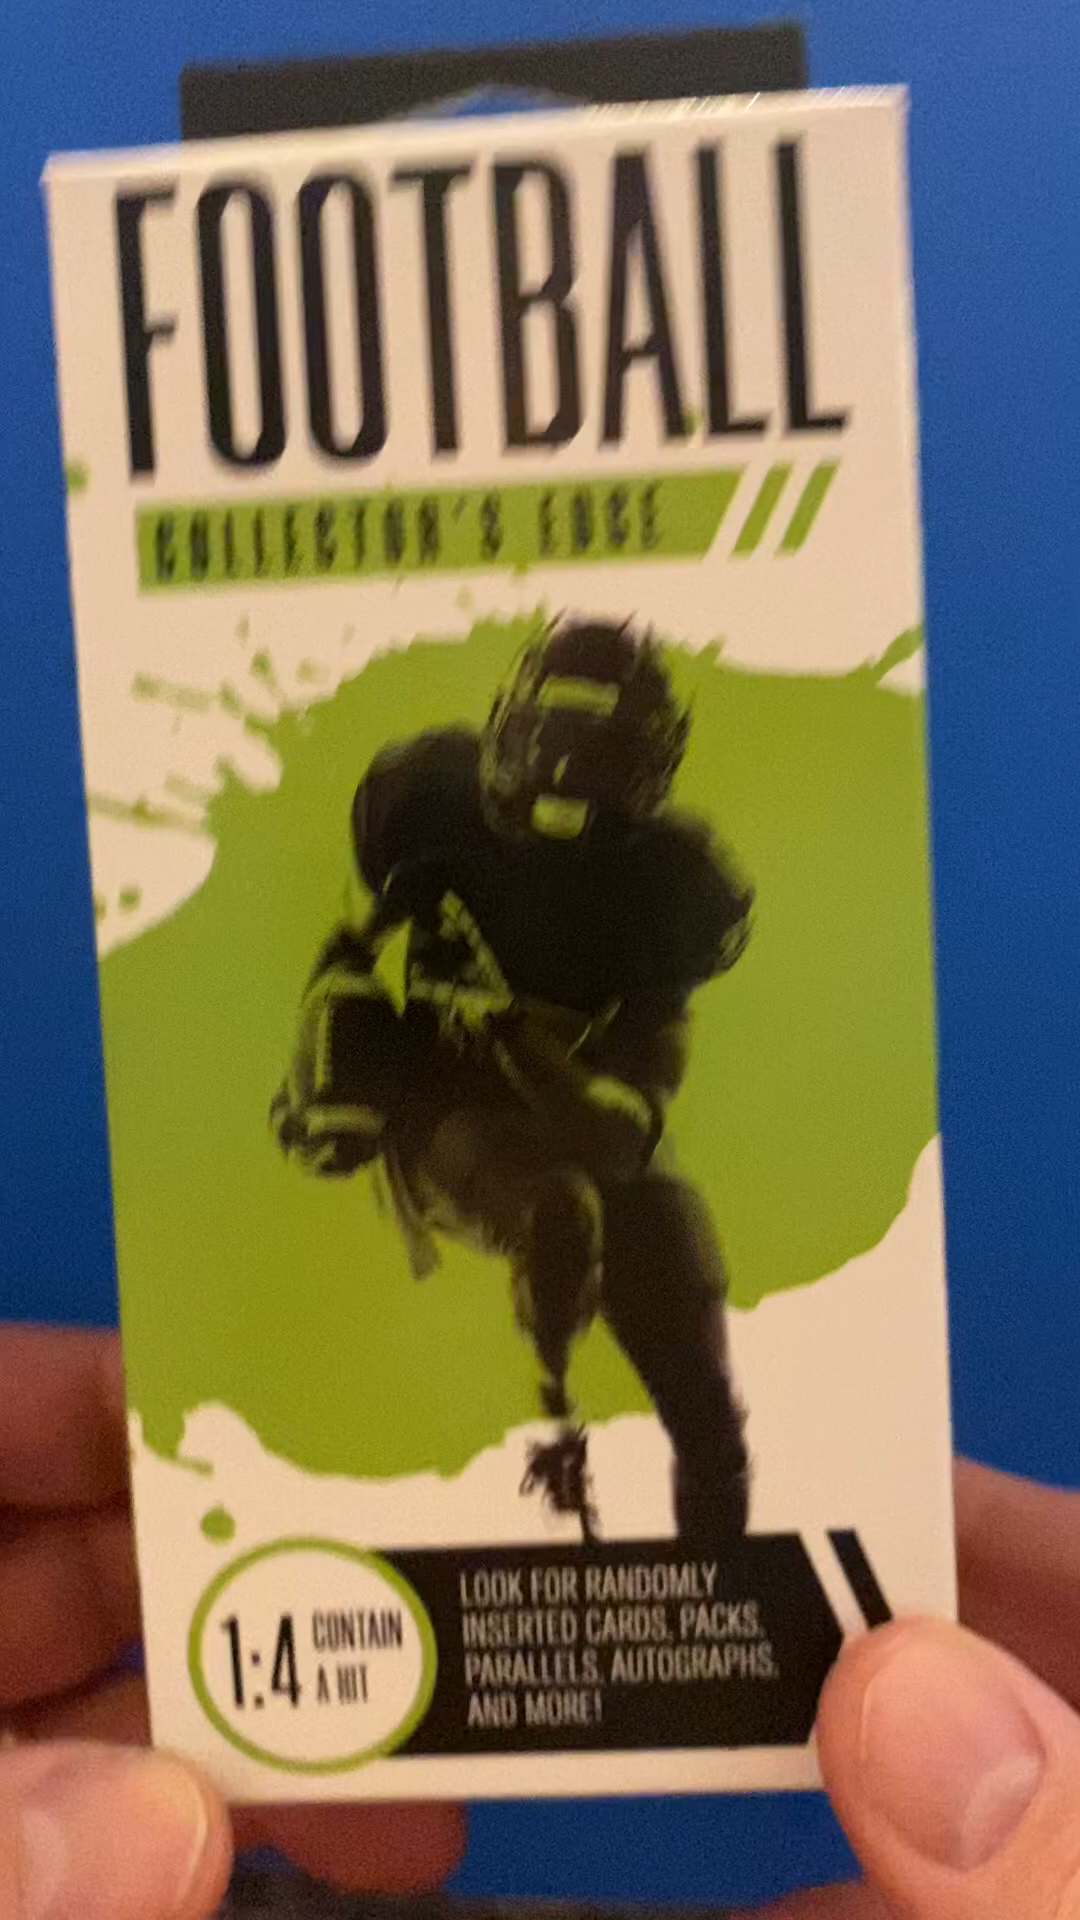 FOOTBALL
COLLECTOR'S EDGE
1:4 CONTAIN
A HIT
LOOK FOR RANDOMLY
INSERTED CARDS, PACKS,
PARALLELS, AUTOGRAPHS,
AND MORE!